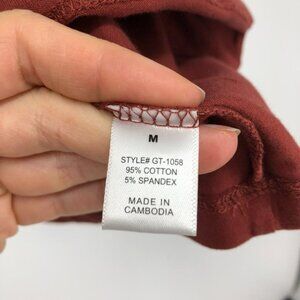 M
STYLE# GT-1058
95% COTTON
5% SPANDEX
MADE IN
CAMBODIA